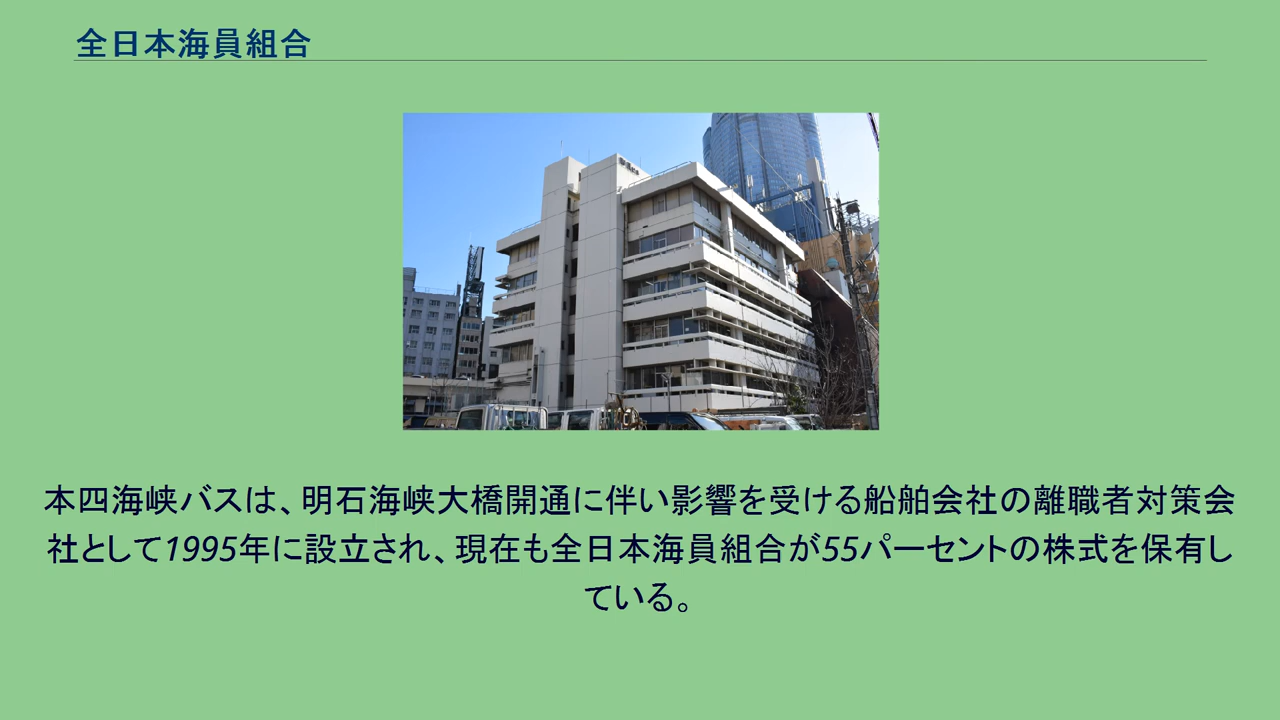 全日本海員組合
本四海峡バスは、明石海峡大橋開通に伴い影響を受ける船舶会社の離職者対策会
社として1995年に設立され、現在も全日本海員組合が55パーセントの株式を保有し
ている。